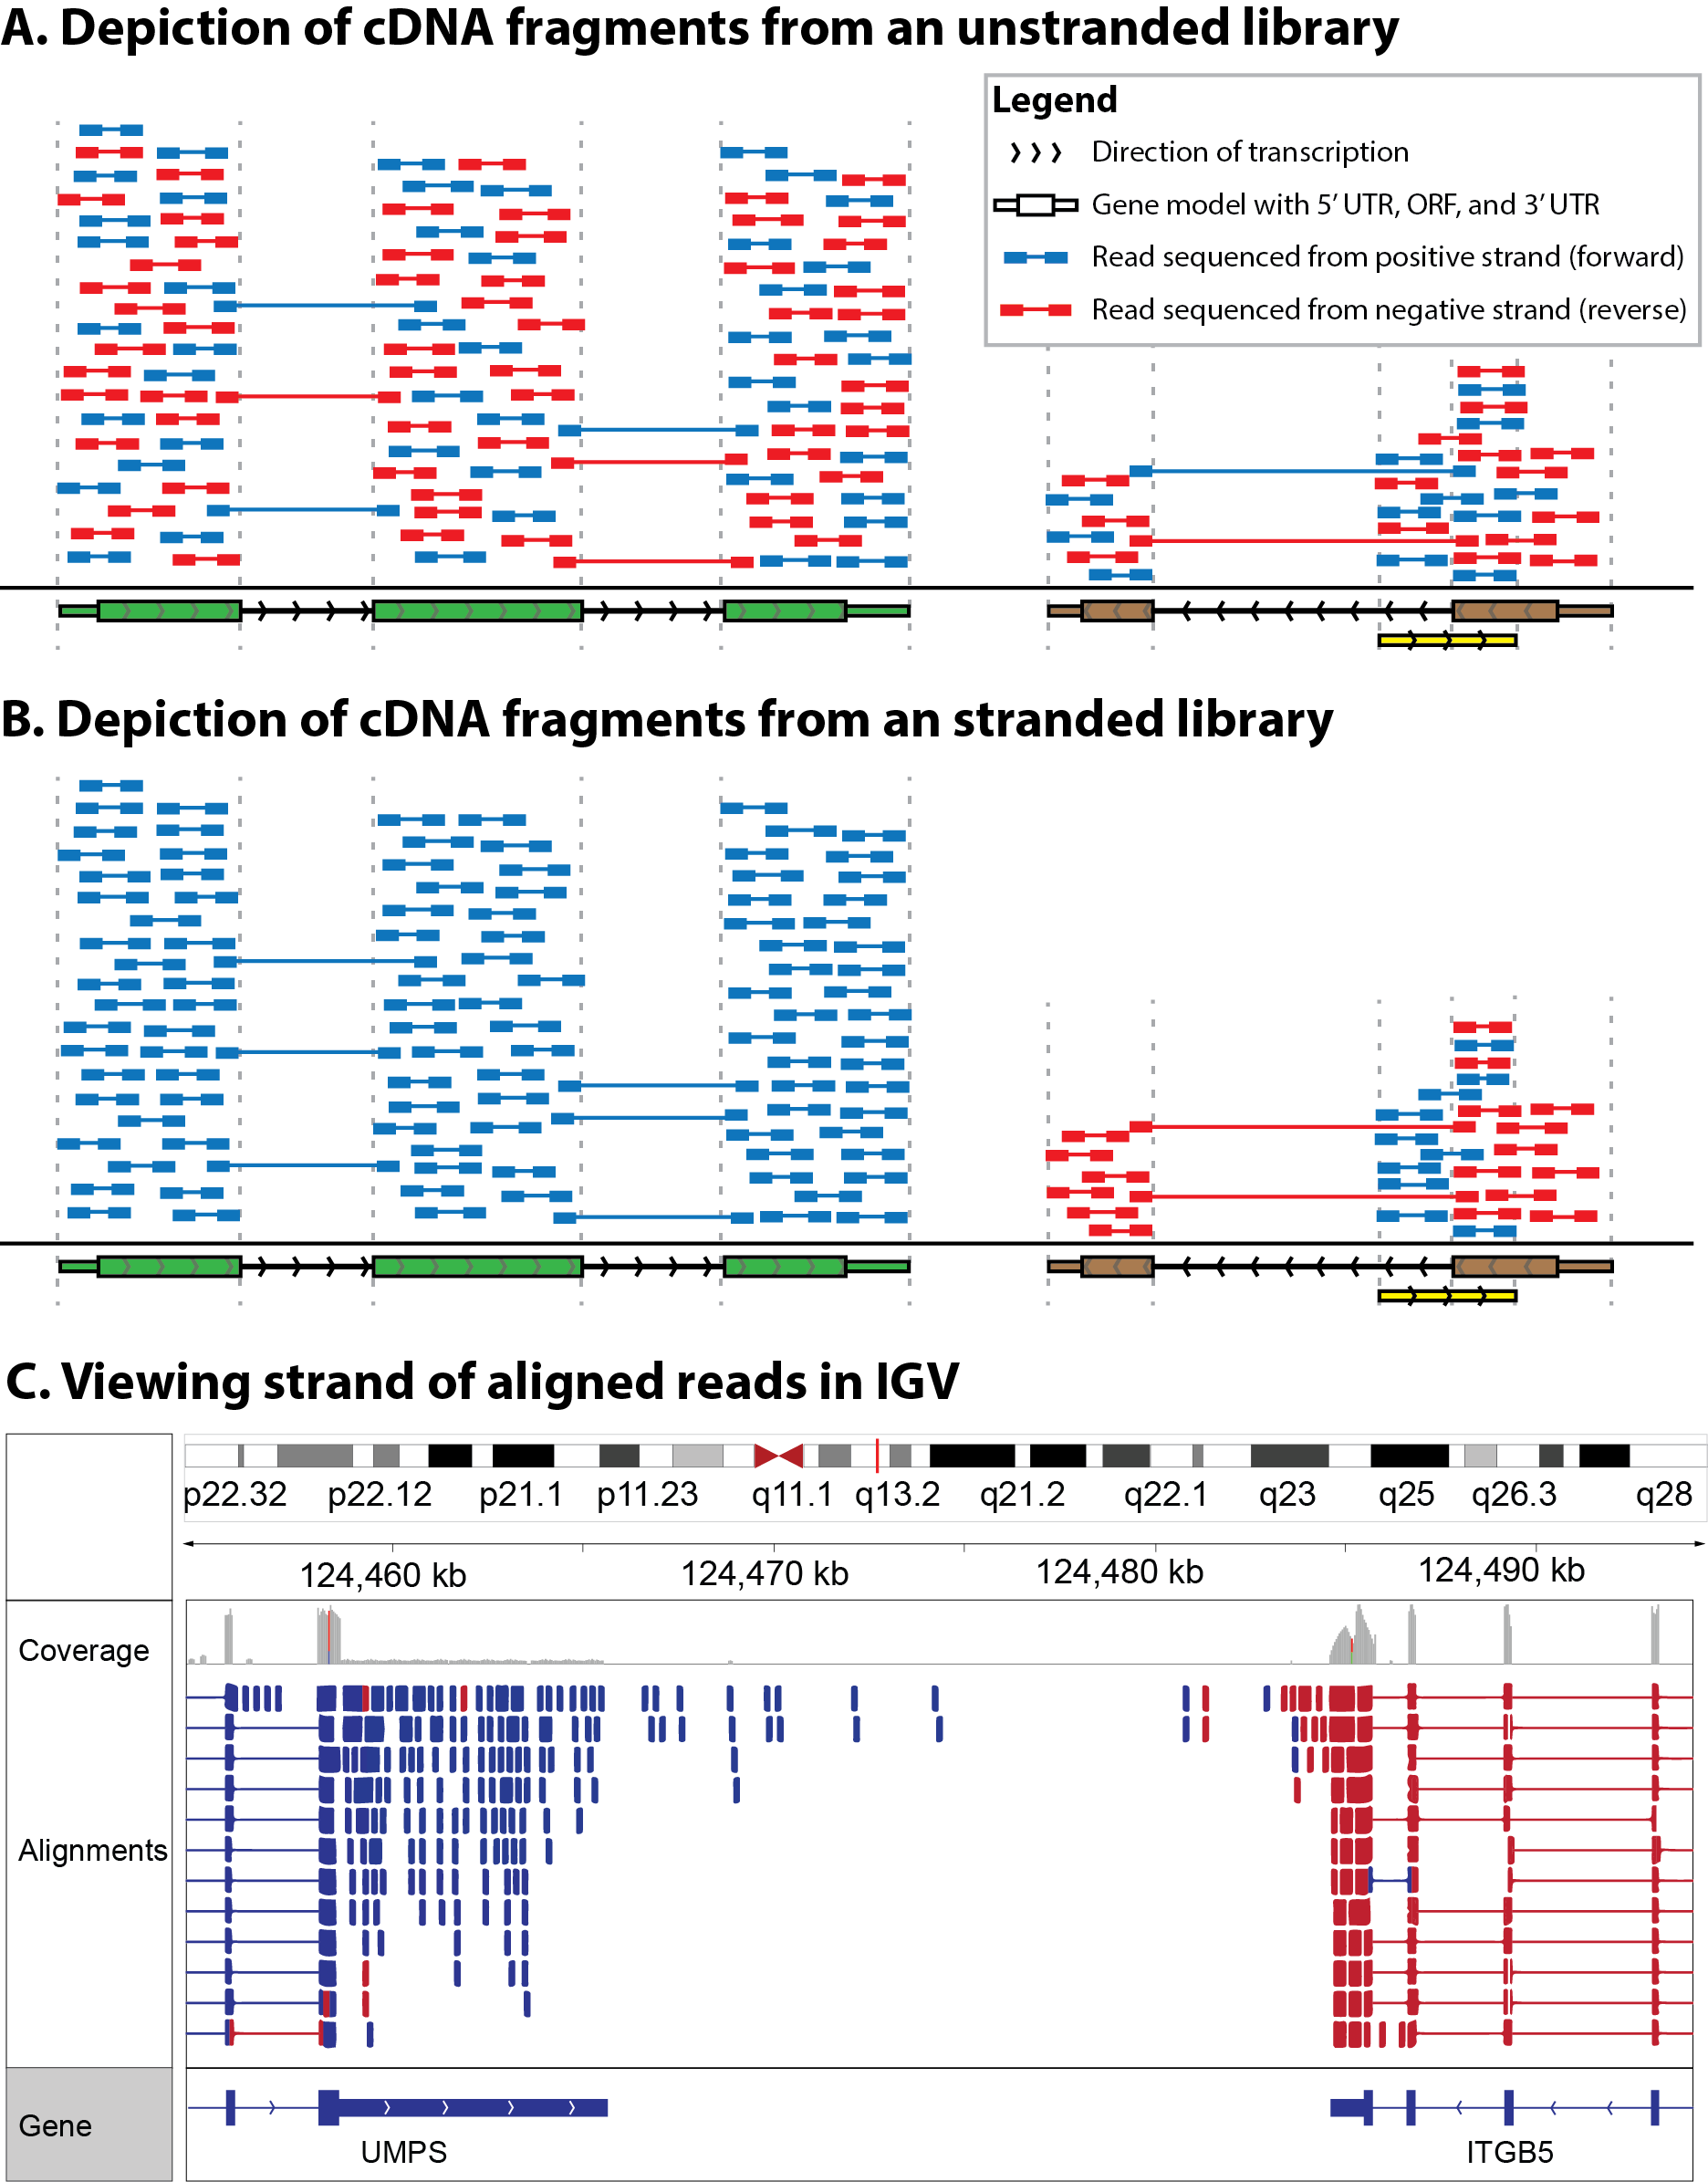 A. Depiction of cDNA fragments from an unstranded library
Legend
Direction of transcription
Gene model with 5' UTR, ORF, and 3' UTR
Read sequenced from positive strand (forward)
Read sequenced from negative strand (reverse)
B. Depiction of cDNA fragments from an stranded library
C. Viewing strand of aligned reads in IGV
p22.32 p22.12 p21.1 p11.23 q11.1 q13.2 q21.2 q22.1 q23 q25 q26.3 q28
124,460 kb 124,470 kb 124,480 kb 124,490 kb
Coverage
Alignments
Gene
UMPS ITGB5